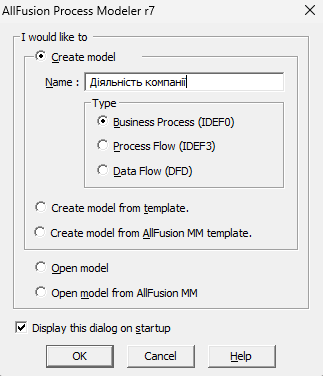 AllFusion Process Modeler r7
I would like to
Create model
Name : Діяльність компанії
Type
Business Process (IDEF0)
Process Flow (IDEF3)
Data Flow (DFD)
Create model from template.
Create model from AllFusion MM template.
Open model
Open model from AllFusion MM
Display this dialog on startup
OK Cancel Help